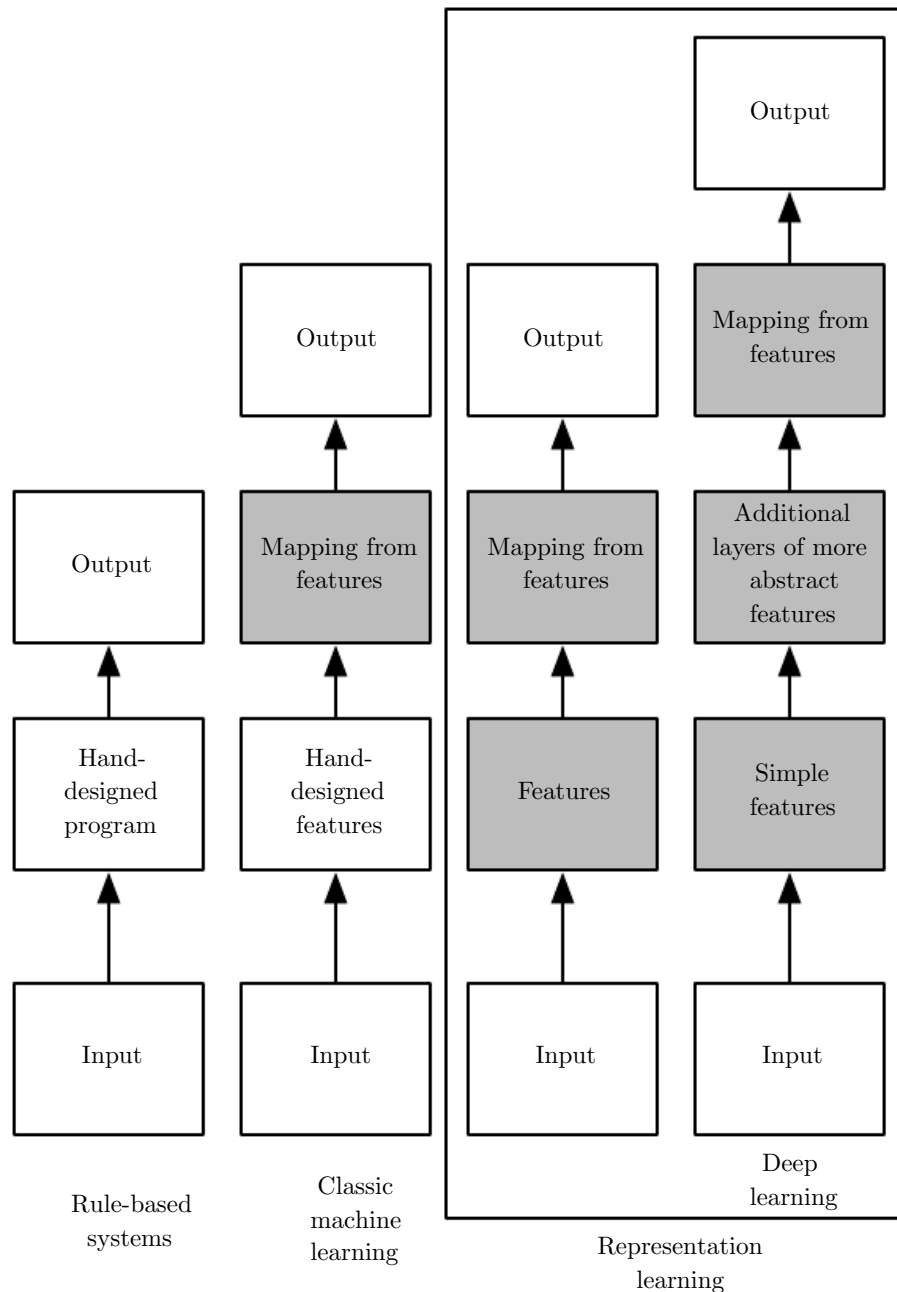 Output
Output
Output
Mapping from
features
Output
Mapping from
features
Mapping from
features
Additional
layers of more
abstract
features
Hand-
designed
program
Hand-
designed
features
Features
Simple
features
Input
Input
Input
Input
Rule-based
systems
Classic
machine
learning
Deep
learning
Representation
learning